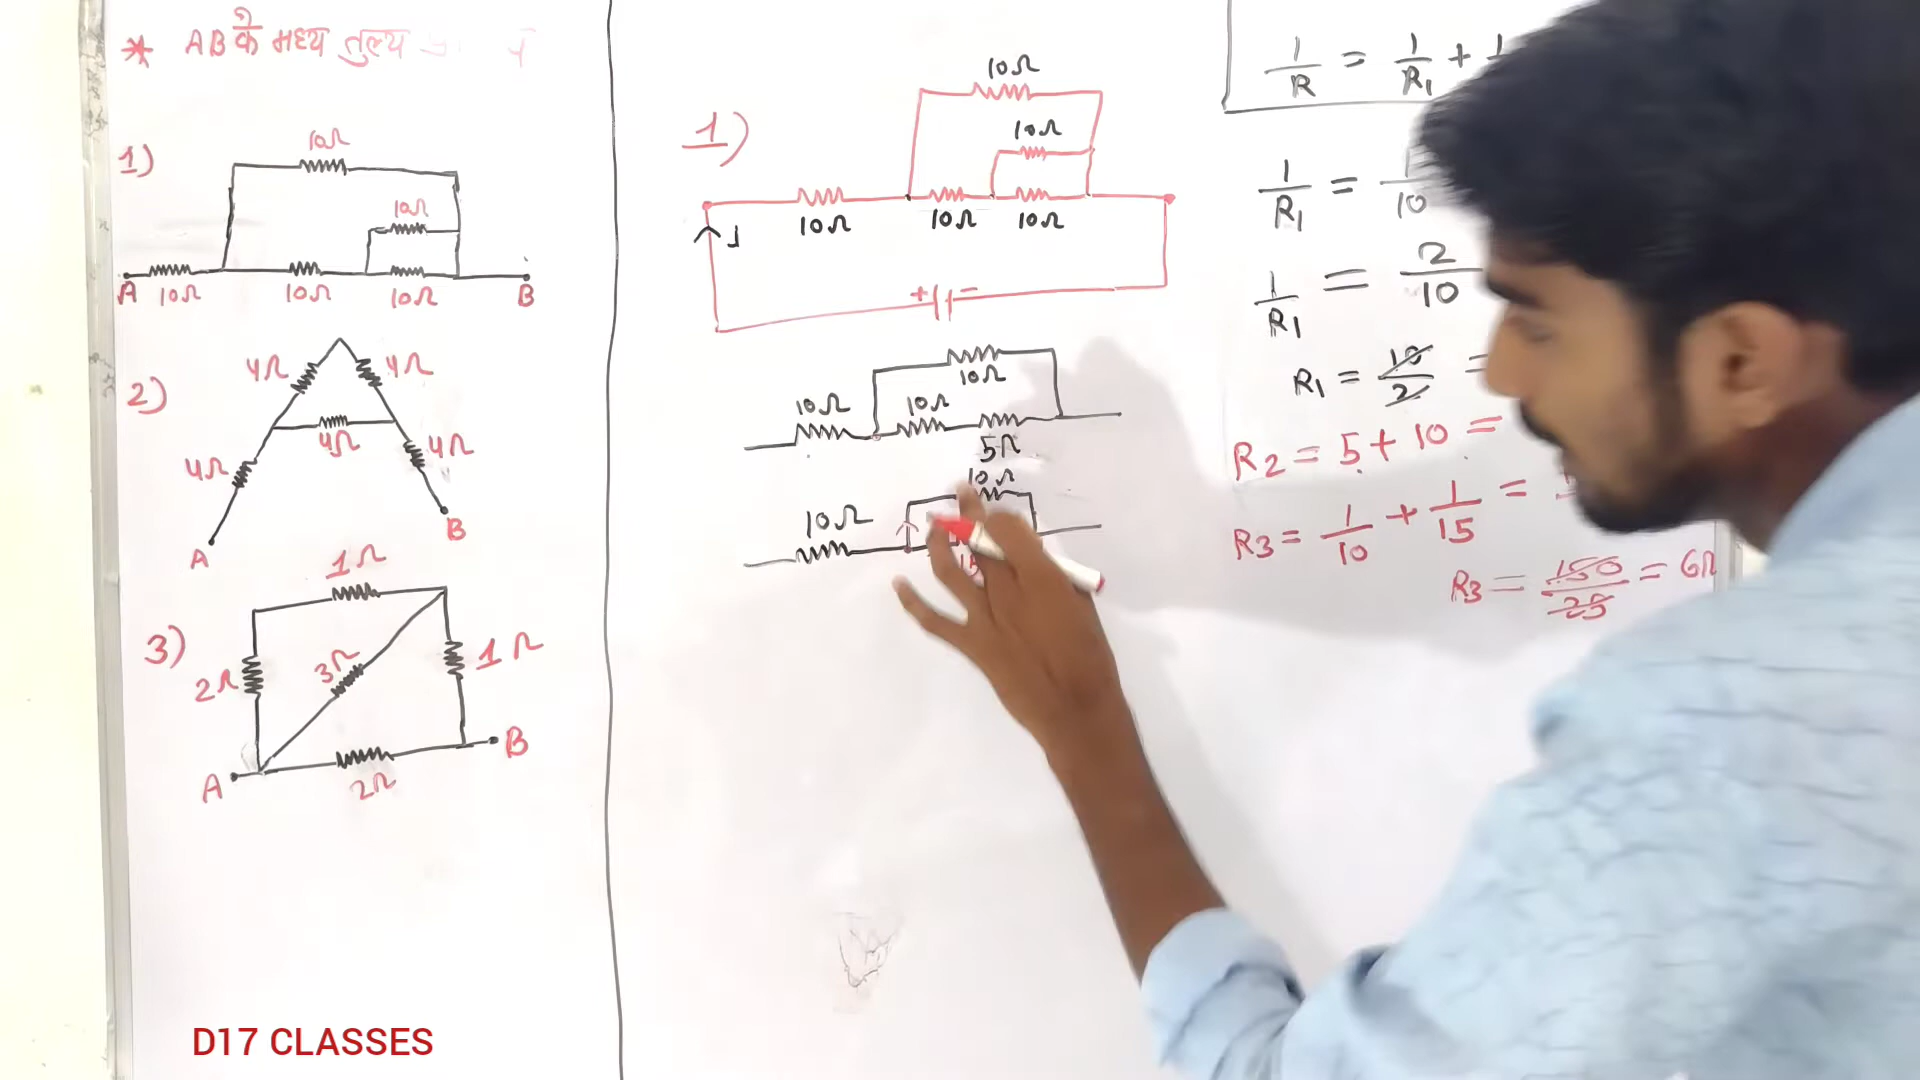 * AB के मध्य तुल्य
1)
10Ω
10Ω
A 10Ω 10Ω 10Ω B
2)
4Ω 4Ω
4Ω
4Ω 4Ω
A B
3)
1Ω
2Ω 3Ω 1Ω
A 2Ω B
D17 CLASSES
1)
10Ω
10Ω
10Ω 10Ω 10Ω
I
+ -
10Ω
10Ω 10Ω
5Ω
10Ω
10Ω
1/R = 1/R1 +
1/R1 = 1/10
1/R1 = 2/10
R1 = 10/2 =
R2 = 5 + 10 =
R3 = 1/10 + 1/15 =
R3 = 150/25 = 6Ω